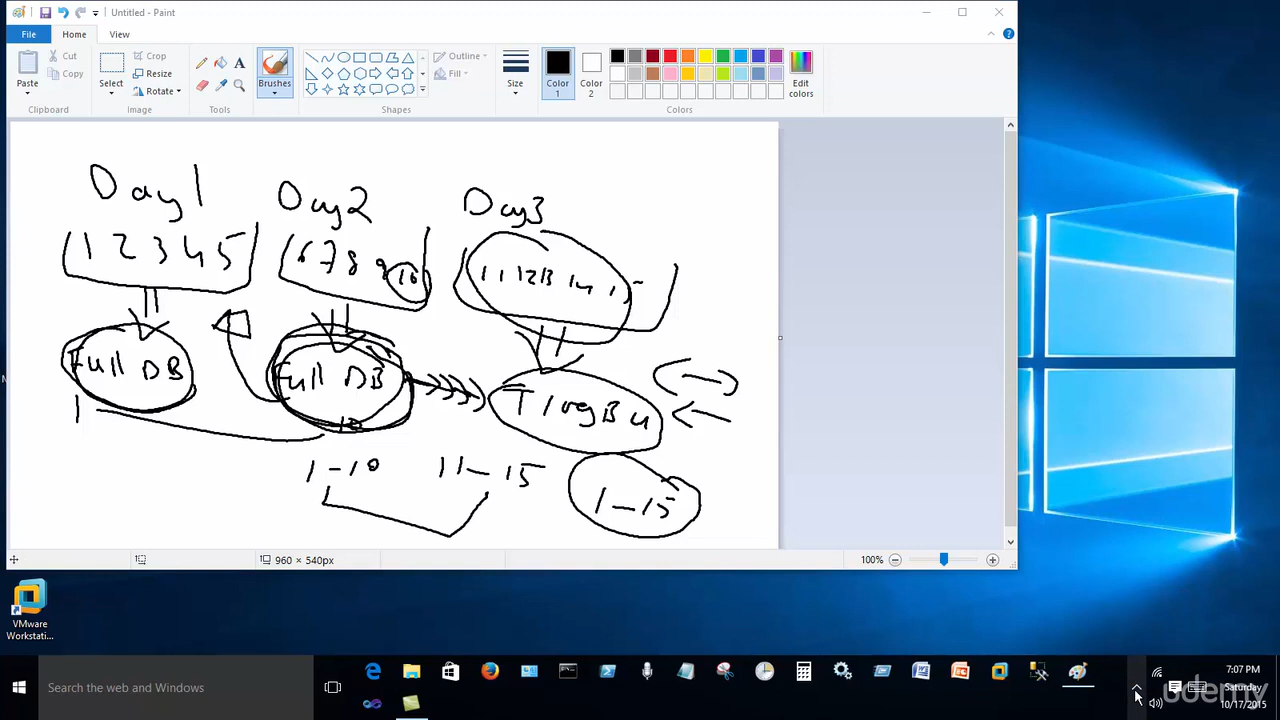 Untitled - Paint
File Home View
Paste
Cut
Copy
Clipboard
Select
Crop
Resize
Rotate
Image
Tools
Brushes
Shapes
Outline
Fill
Size
Color 1
Color 2
Edit colors
Colors
Day1 Day2 Day3
1 2 3 4 5 6 7 8 9 10 11 12 13 14 15
Full DB Full DB T log Bu
1 10
1-10 11-15 1-15
960 × 540px
100%
VMware Workstati...
Search the web and Windows
7:07 PM
Saturday
10/17/2015
udemy